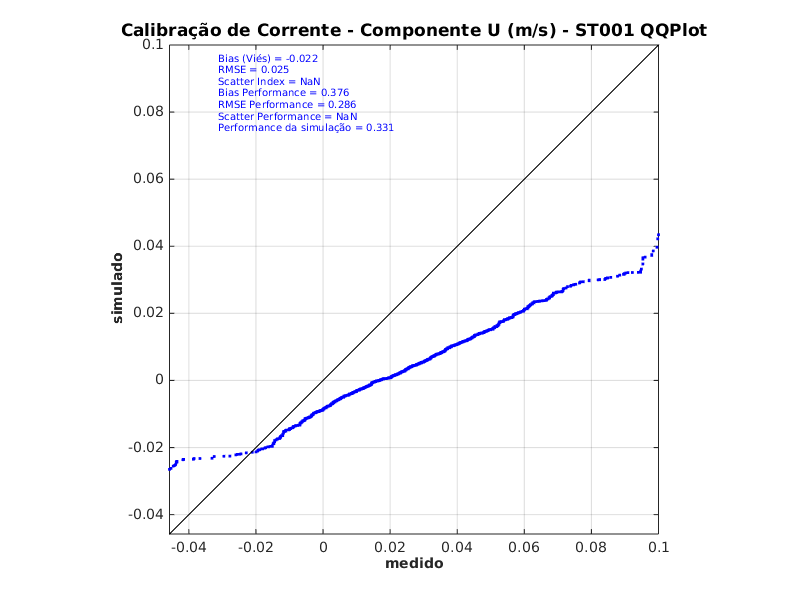 Calibração de Corrente - Componente U (m/s) - ST001 QQPlot
0.1
Bias (Viés) = -0.022
RMSE = 0.025
Scatter Index = NaN
Bias Performance = 0.376
RMSE Performance = 0.286
Scatter Performance = NaN
Performance da simulação = 0.331
0.08
0.06
0.04
0.02
0
-0.02
-0.04
simulado
-0.04 -0.02 0 0.02 0.04 0.06 0.08 0.1
medido